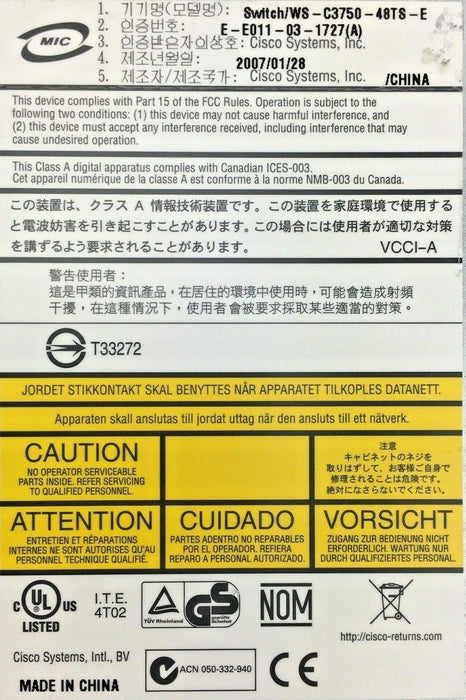 MIC
1. 기기명(모델명): Switch/WS-C3750-48TS-E
2. 인증번호: E-E011-03-1727(A)
3. 인증받은자의상호: Cisco Systems, Inc.
4. 제조년월일: 2007/01/28
5. 제조자/제조국가: Cisco Systems, Inc. /CHINA
This device complies with Part 15 of the FCC Rules. Operation is subject to the
following two conditions: (1) this device may not cause harmful interference, and
(2) this device must accept any interference received, including interference that may
cause undesired operation.
This Class A digital apparatus complies with Canadian ICES-003.
Cet appareil numérique de la classe A est conforme à la norme NMB-003 du Canada.
この装置は、クラス A 情報技術装置です。この装置を家庭環境で使用する
と電波妨害を引き起こすことがあります。この場合には使用者が適切な対策
を講ずるよう要求されることがあります。 VCCI-A
警告使用者：
這是甲類的資訊產品，在居住的環境中使用時，可能會造成射頻
干擾，在這種情況下，使用者會被要求採取某些適當的對策。
T33272
JORDET STIKKONTAKT SKAL BENYTTES NÅR APPARATET TILKOPLES DATANETT.
Apparaten skall anslutas till jordat uttag när den ansluts till ett nätverk.
CAUTION
NO OPERATOR SERVICEABLE
PARTS INSIDE. REFER SERVICING
TO QUALIFIED PERSONNEL.
注意
キャビネットのネジを
取りはずして、お客様ご自身で
修理されることは危険です。
絶対になさらないでください。
ATTENTION
ENTRETIEN ET RÉPARATIONS
INTERNES NE SONT AUTORISÉS QU'AU
PERSONNEL TECHNIQUE QUALIFIÉ.
CUIDADO
PARTES ADENTRO NO REPARABLES
POR EL OPERADOR. REFIERA
REPARO A PERSONAL AUTORIZADO.
VORSICHT
ZUGANG ZUR BEDIENUNG NICHT
ERFORDERLICH. WARTUNG NUR
DURCH QUALIFIZIERTES PERSONAL.
C UL US
LISTED
I.T.E.
4T02
TÜV Rheinland
GS
geprüfte
Sicherheit
NOM
http://cisco-returns.com
Cisco Systems, Intl., BV
ACN 050-332-940
CE
MADE IN CHINA